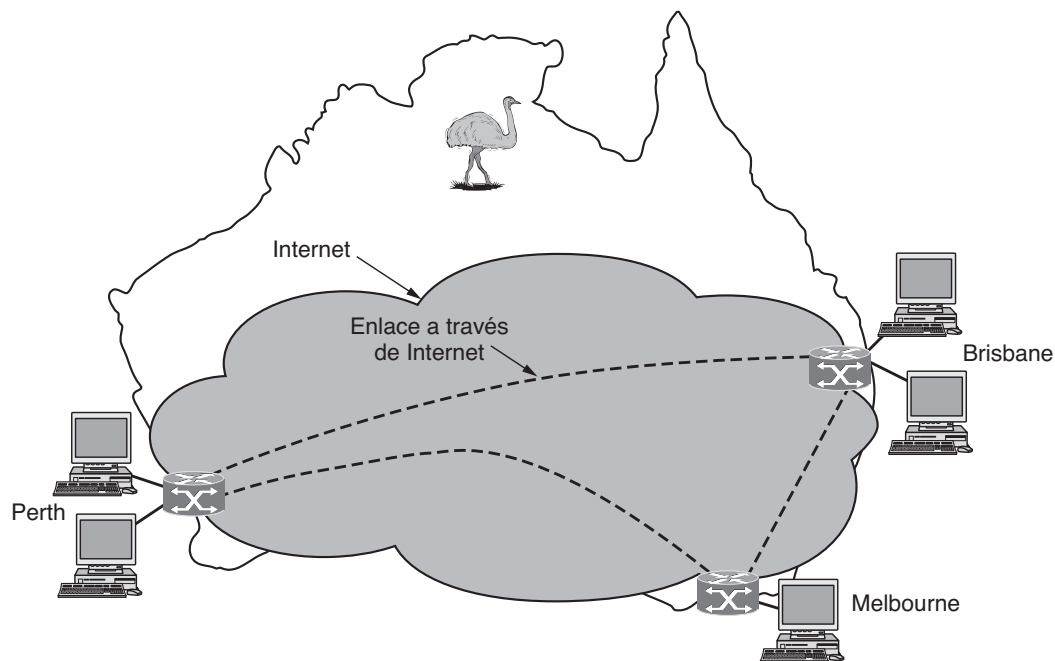 Internet
Enlace a través
de Internet
Brisbane
Perth
Melbourne